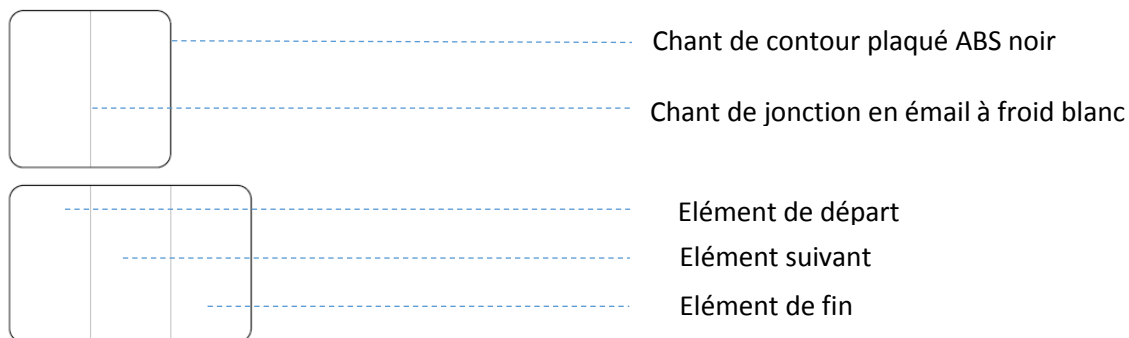 Chant de contour plaqué ABS noir
Chant de jonction en émail à froid blanc
Elément de départ
Elément suivant
Elément de fin